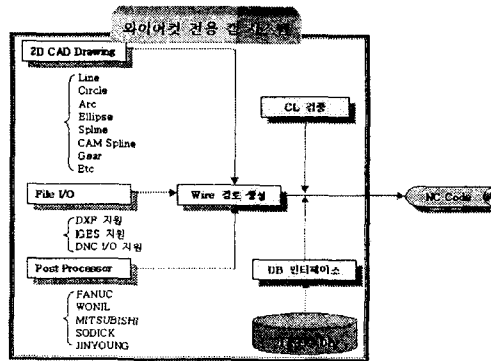 와이어컷 전용 캠 시스템
2D CAD Drawing
Line
Circle
Arc
Ellipse
Spline
CAM Spline
Gear
Etc
CL 검증
File I/O
Wire 경로 생성
NC Code
DXF 지원
IGES 지원
DNC I/O 지원
Post Processor
DB 인터페이스
FANUC
WONIL
MITSUBISHI
SODICK
JINYOUNG